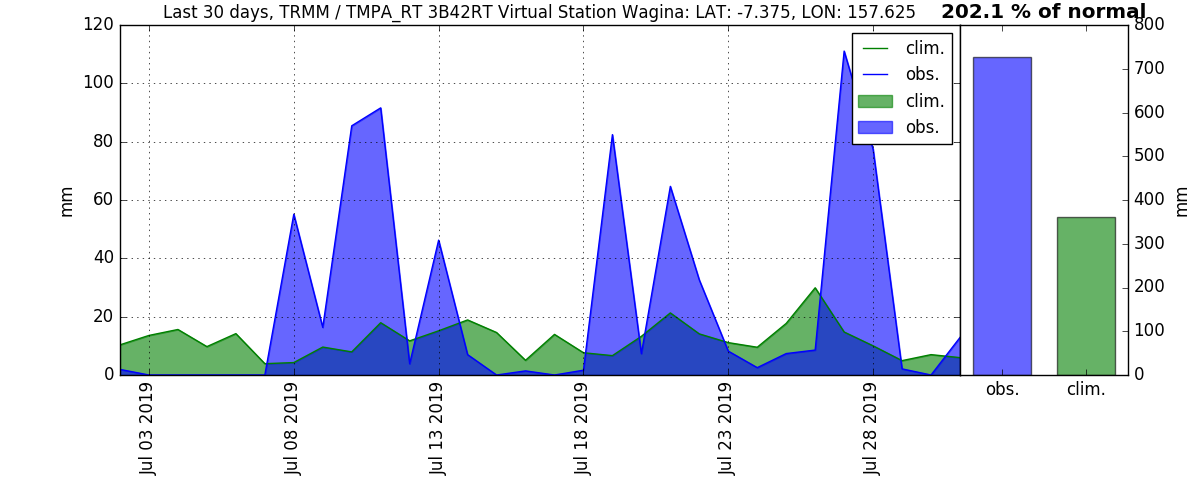 Last 30 days, TRMM / TMPA_RT 3B42RT Virtual Station Wagina: LAT: -7.375, LON: 157.625
202.1 % of normal
120
100
80
60
40
20
0
mm
clim.
obs.
clim.
obs.
800
700
600
500
400
300
200
100
0
mm
Jul 03 2019
Jul 08 2019
Jul 13 2019
Jul 18 2019
Jul 23 2019
Jul 28 2019
obs.
clim.